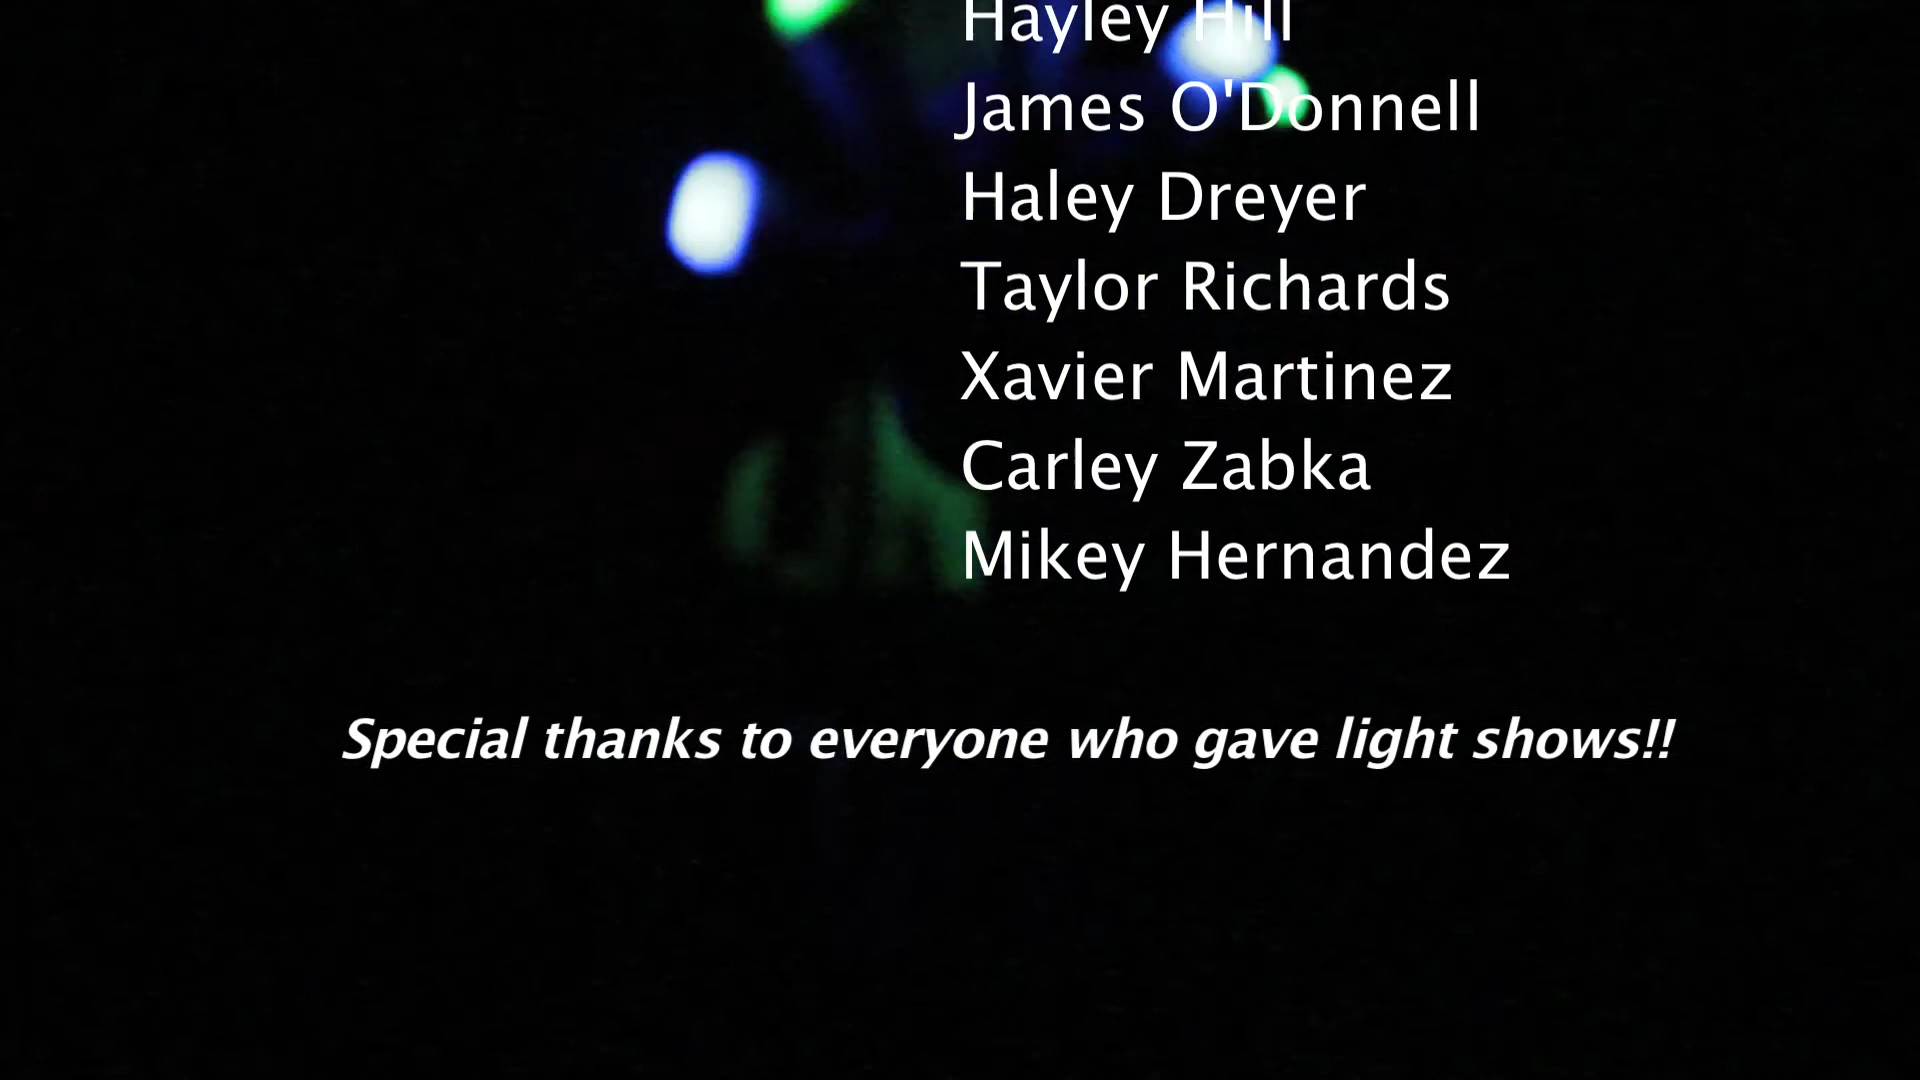 Hayley Hill
James O'Donnell
Haley Dreyer
Taylor Richards
Xavier Martinez
Carley Zabka
Mikey Hernandez
Special thanks to everyone who gave light shows!!